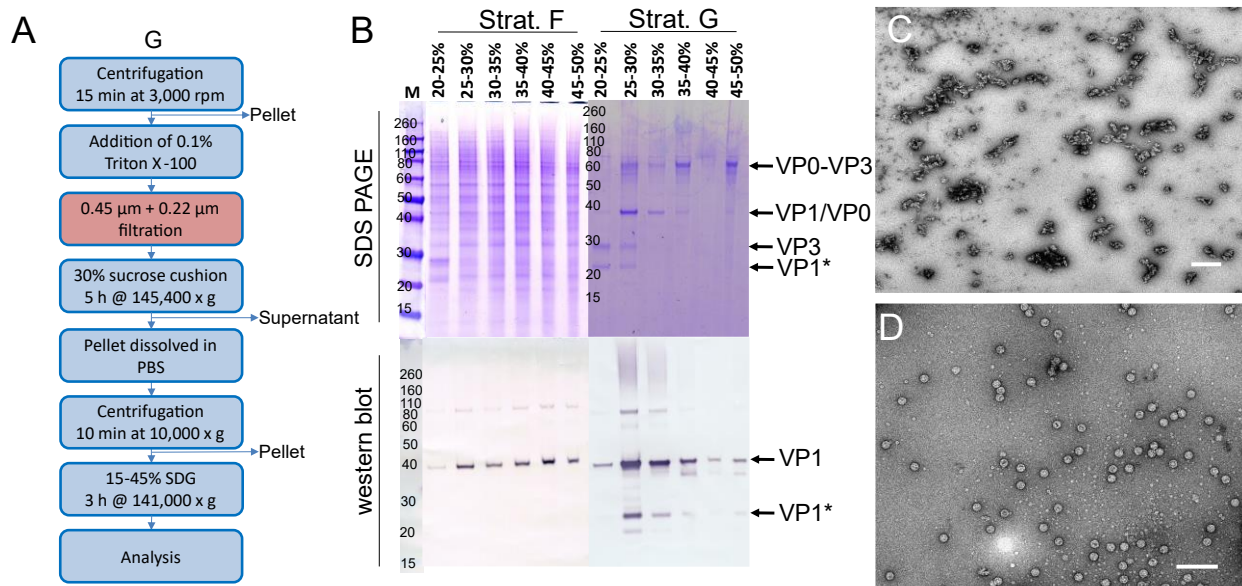 A
G
Centrifugation
15 min at 3,000 rpm
Pellet
Addition of 0.1%
Triton X-100
0.45 µm + 0.22 µm
filtration
30% sucrose cushion
5 h @ 145,400 x g
Supernatant
Pellet dissolved in
PBS
Centrifugation
10 min at 10,000 x g
Pellet
15-45% SDG
3 h @ 141,000 x g
Analysis
B
Strat. F
Strat. G
M
20-25%
25-30%
30-35%
35-40%
40-45%
45-50%
20-25%
25-30%
30-35%
35-40%
40-45%
45-50%
SDS PAGE
260
160
110
80
60
50
40
30
20
15
260
160
110
80
60
50
40
30
20
15
VP0-VP3
VP1/VP0
VP3
VP1*
western blot
260
160
110
80
60
50
40
30
20
15
VP1
VP1*
C
D